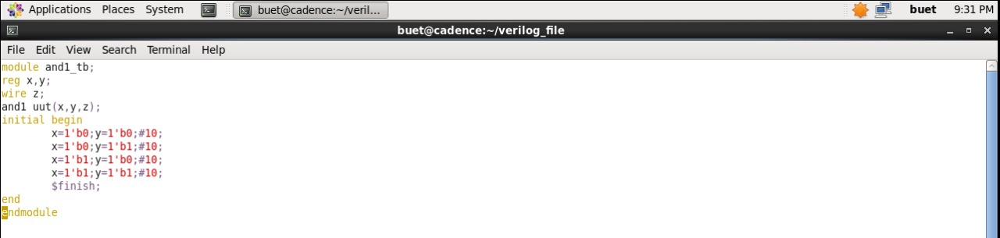 Applications Places System buet@cadence:~/veril... buet 9:31 PM
buet@cadence:~/verilog_file
File Edit View Search Terminal Help
module and1_tb;
reg x,y;
wire z;
and1 uut(x,y,z);
initial begin
        x=1'b0;y=1'b0;#10;
        x=1'b0;y=1'b1;#10;
        x=1'b1;y=1'b0;#10;
        x=1'b1;y=1'b1;#10;
        $finish;
end
endmodule